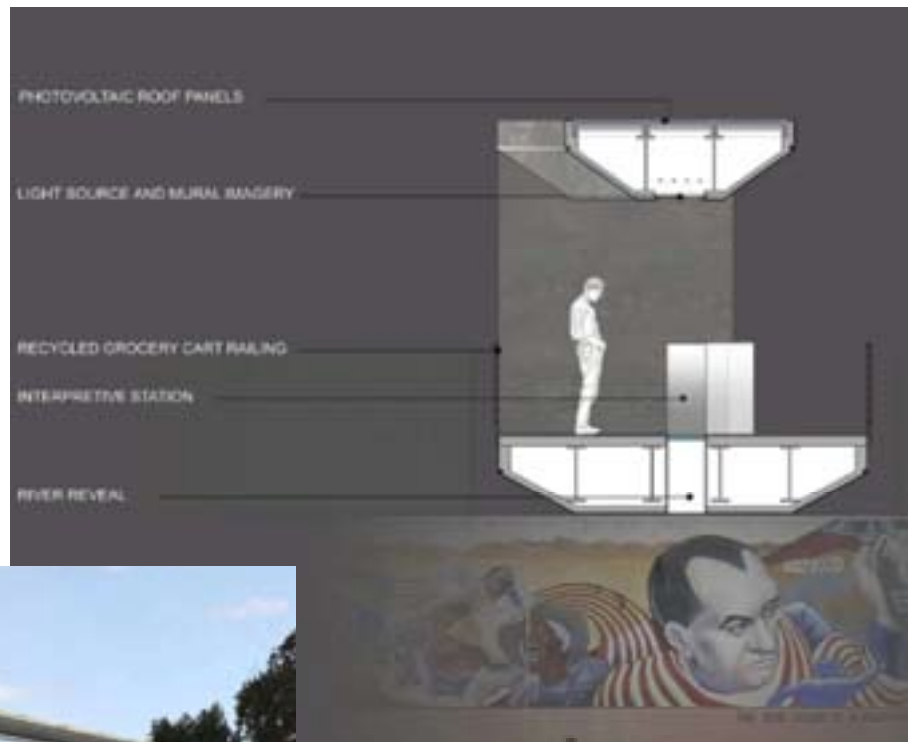 PHOTOVOLTAIC ROOF PANELS
LIGHT SOURCE AND MURAL IMAGERY
RECYCLED GROCERY CART RAILING
INTERPRETIVE STATION
RIVER REVEAL